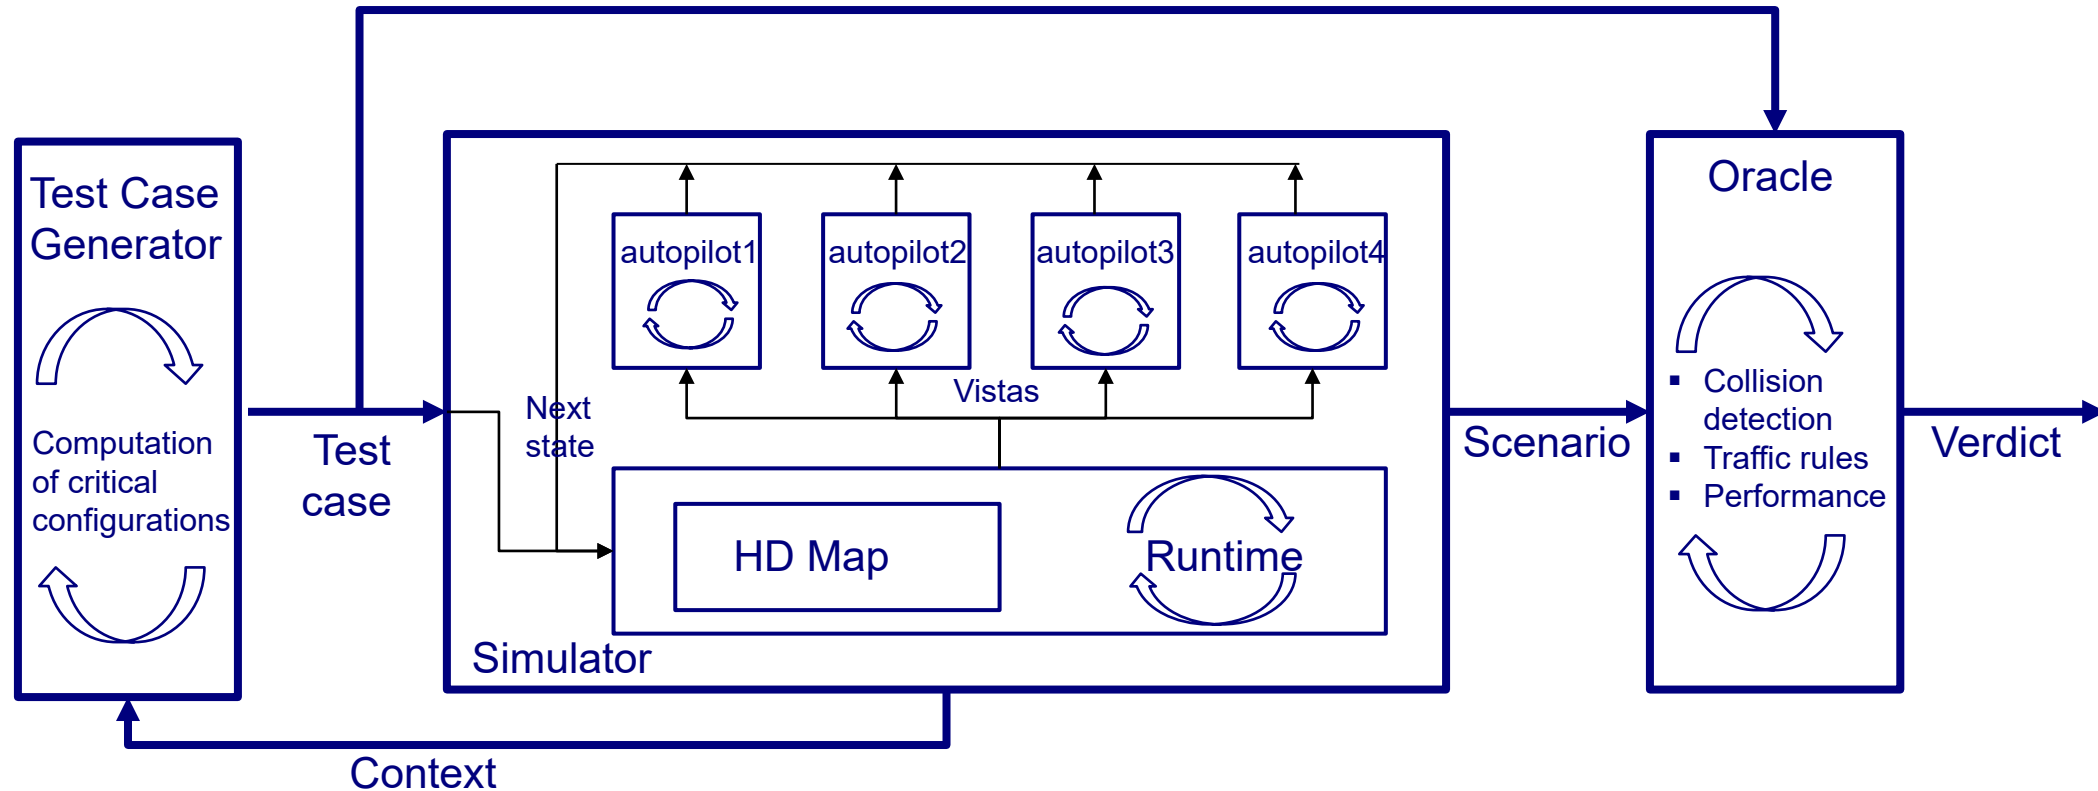 Test Case
Generator
Computation
of critical
configurations
Test
case
Context
Next
state
autopilot1
autopilot2
autopilot3
autopilot4
Vistas
HD Map
Runtime
Simulator
Scenario
Oracle
▪ Collision
detection
▪ Traffic rules
▪ Performance
Verdict